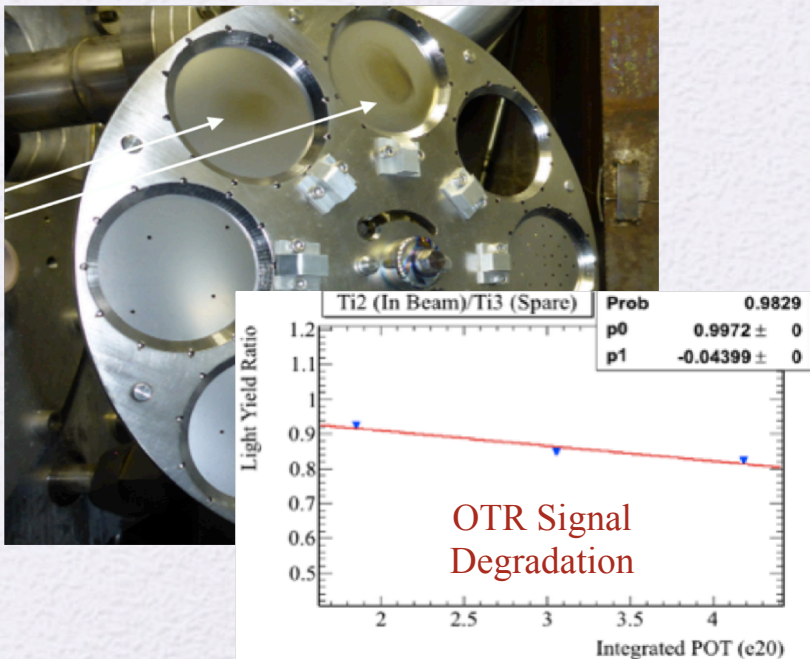 Ti2 (In Beam)/Ti3 (Spare)
Prob 0.9829
p0 0.9972 ± 0
p1 -0.04399 ± 0
Light Yield Ratio
1.2
1.1
1
0.9
0.8
0.7
0.6
0.5
OTR Signal
Degradation
2 2.5 3 3.5 4
Integrated POT (e20)